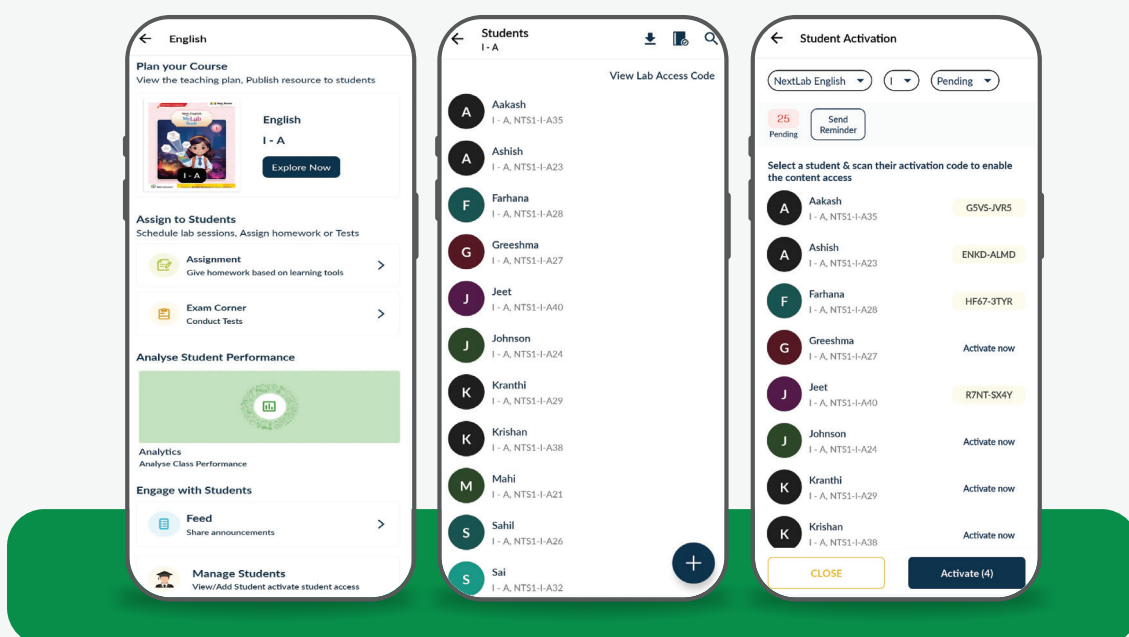 English
Plan your Course
View the teaching plan, Publish resource to students
MyLab
Book
I - A
English
I - A
Explore Now
Assign to Students
Schedule lab sessions, Assign homework or Tests
Assignment
Give homework based on learning tools
Exam Corner
Conduct Tests
Analyse Student Performance
Analytics
Analyse Class Performance
Engage with Students
Feed
Share announcements
Manage Students
View/Add Student activate student access
Students
I - A
View Lab Access Code
A
Aakash
I - A, NTS1-I-A35
A
Ashish
I - A, NTS1-I-A23
F
Farhana
I - A, NTS1-I-A28
G
Greeshma
I - A, NTS1-I-A27
J
Jeet
I - A, NTS1-I-A40
J
Johnson
I - A, NTS1-I-A24
K
Kranthi
I - A, NTS1-I-A29
K
Krishan
I - A, NTS1-I-A38
M
Mahi
I - A, NTS1-I-A21
S
Sahil
I - A, NTS1-I-A26
S
Sai
I - A, NTS1-I-A32
Student Activation
NextLab English I Pending
25
Pending
Send
Reminder
Select a student & scan their activation code to enable
the content access
A
Aakash
I - A, NTS1-I-A35
G5VS-JVR5
A
Ashish
I - A, NTS1-I-A23
ENKD-ALMD
F
Farhana
I - A, NTS1-I-A28
HF67-3TYR
G
Greeshma
I - A, NTS1-I-A27
Activate now
J
Jeet
I - A, NTS1-I-A40
R7NT-SX4Y
J
Johnson
I - A, NTS1-I-A24
Activate now
K
Kranthi
I - A, NTS1-I-A29
Activate now
K
Krishan
I - A, NTS1-I-A38
Activate now
CLOSE
Activate (4)